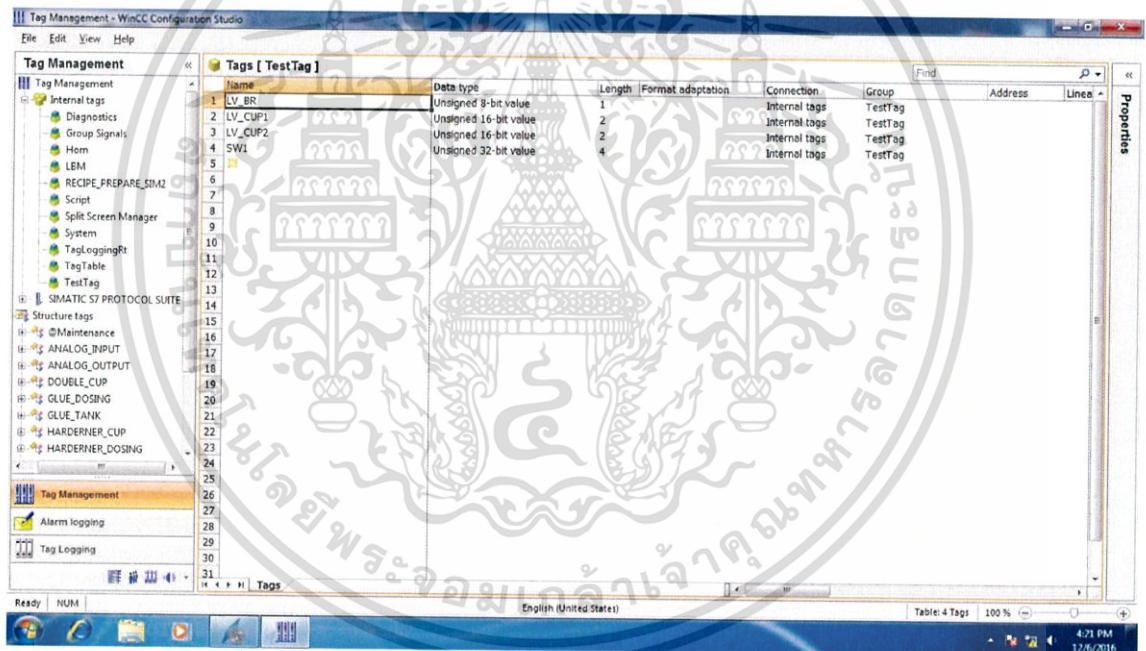 Tag Management - WinCC Configuration Studio
File Edit View Help
Tag Management «
Tags [ TestTag ]
Find
«
Properties
Tag Management
Internal tags
Diagnostics
Group Signals
Horn
LBM
RECIPE_PREPARE_SIM2
Script
Split Screen Manager
System
TagLoggingRt
TagTable
TestTag
SIMATIC S7 PROTOCOL SUITE
Structure tags
@Maintenance
ANALOG_INPUT
ANALOG_OUTPUT
DOUBLE_CUP
GLUE_DOSING
GLUE_TANK
HARDERNER_CUP
HARDERNER_DOSING
Tag Management
Alarm logging
Tag Logging
Name Data type Length Format adaptation Connection Group Address Linea
1 LV_BR Unsigned 8-bit value 1 Internal tags TestTag
2 LV_CUP1 Unsigned 16-bit value 2 Internal tags TestTag
3 LV_CUP2 Unsigned 16-bit value 2 Internal tags TestTag
4 SW1 Unsigned 32-bit value 4 Internal tags TestTag
5
6
7
8
9
10
11
12
13
14
15
16
17
18
19
20
21
22
23
24
25
26
27
28
29
30
31
Tags
Ready NUM English (United States) Table: 4 Tags 100 %
4:21 PM
12/6/2016